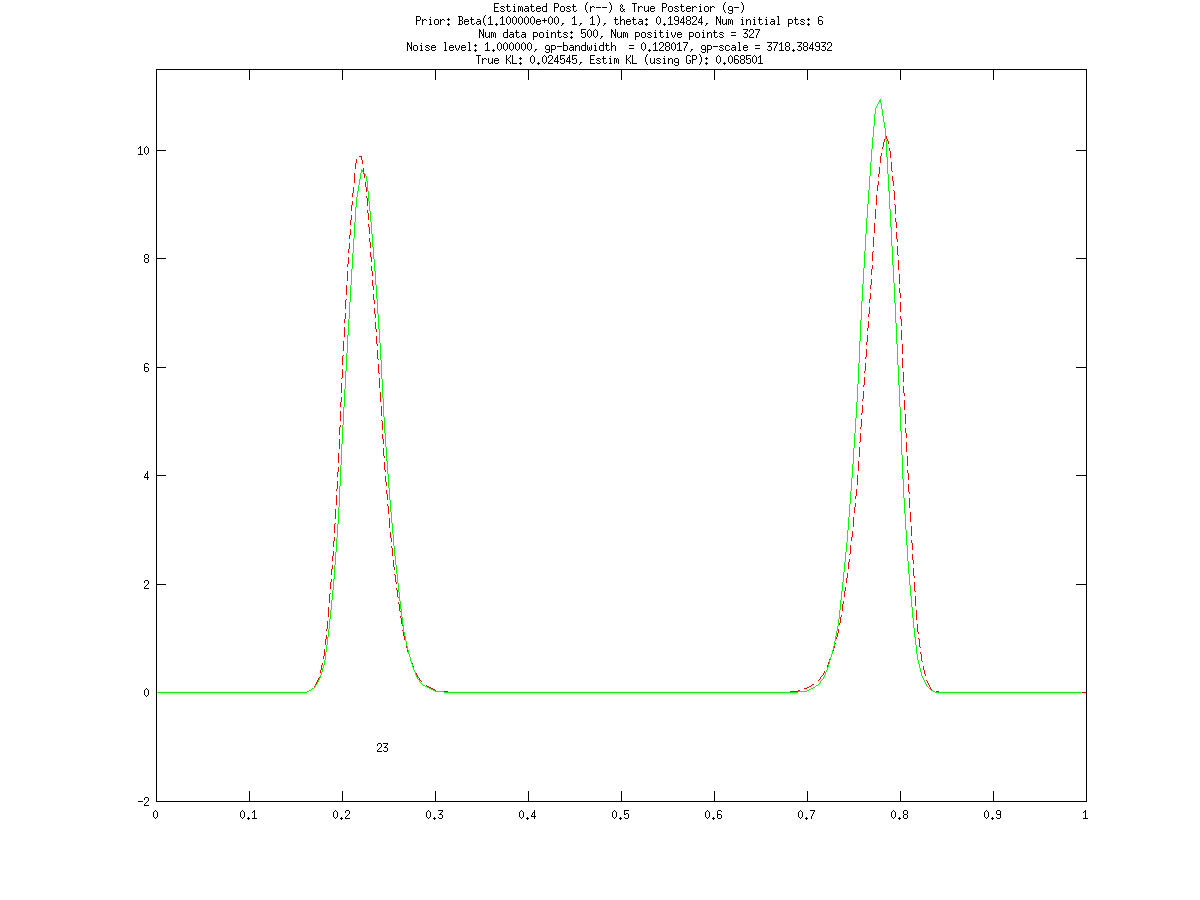 Estimated Post (r--) & True Posterior (g-)
Prior: Beta(1.100000e+00, 1, 1), theta: 0.194824, Num initial pts: 6
Num data points: 500, Num positive points = 327
Noise level: 1.000000, gp-bandwidth  = 0.128017, gp-scale = 3718.384932
True KL: 0.024545, Estim KL (using GP): 0.068501
10
8
6
4
2
0
23
-2
0 0.1 0.2 0.3 0.4 0.5 0.6 0.7 0.8 0.9 1